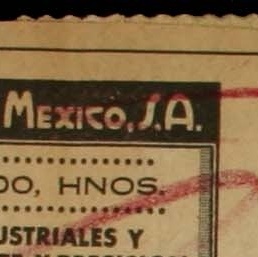 MEXICO, S.A.
DO, HNOS.
USTRIALES Y